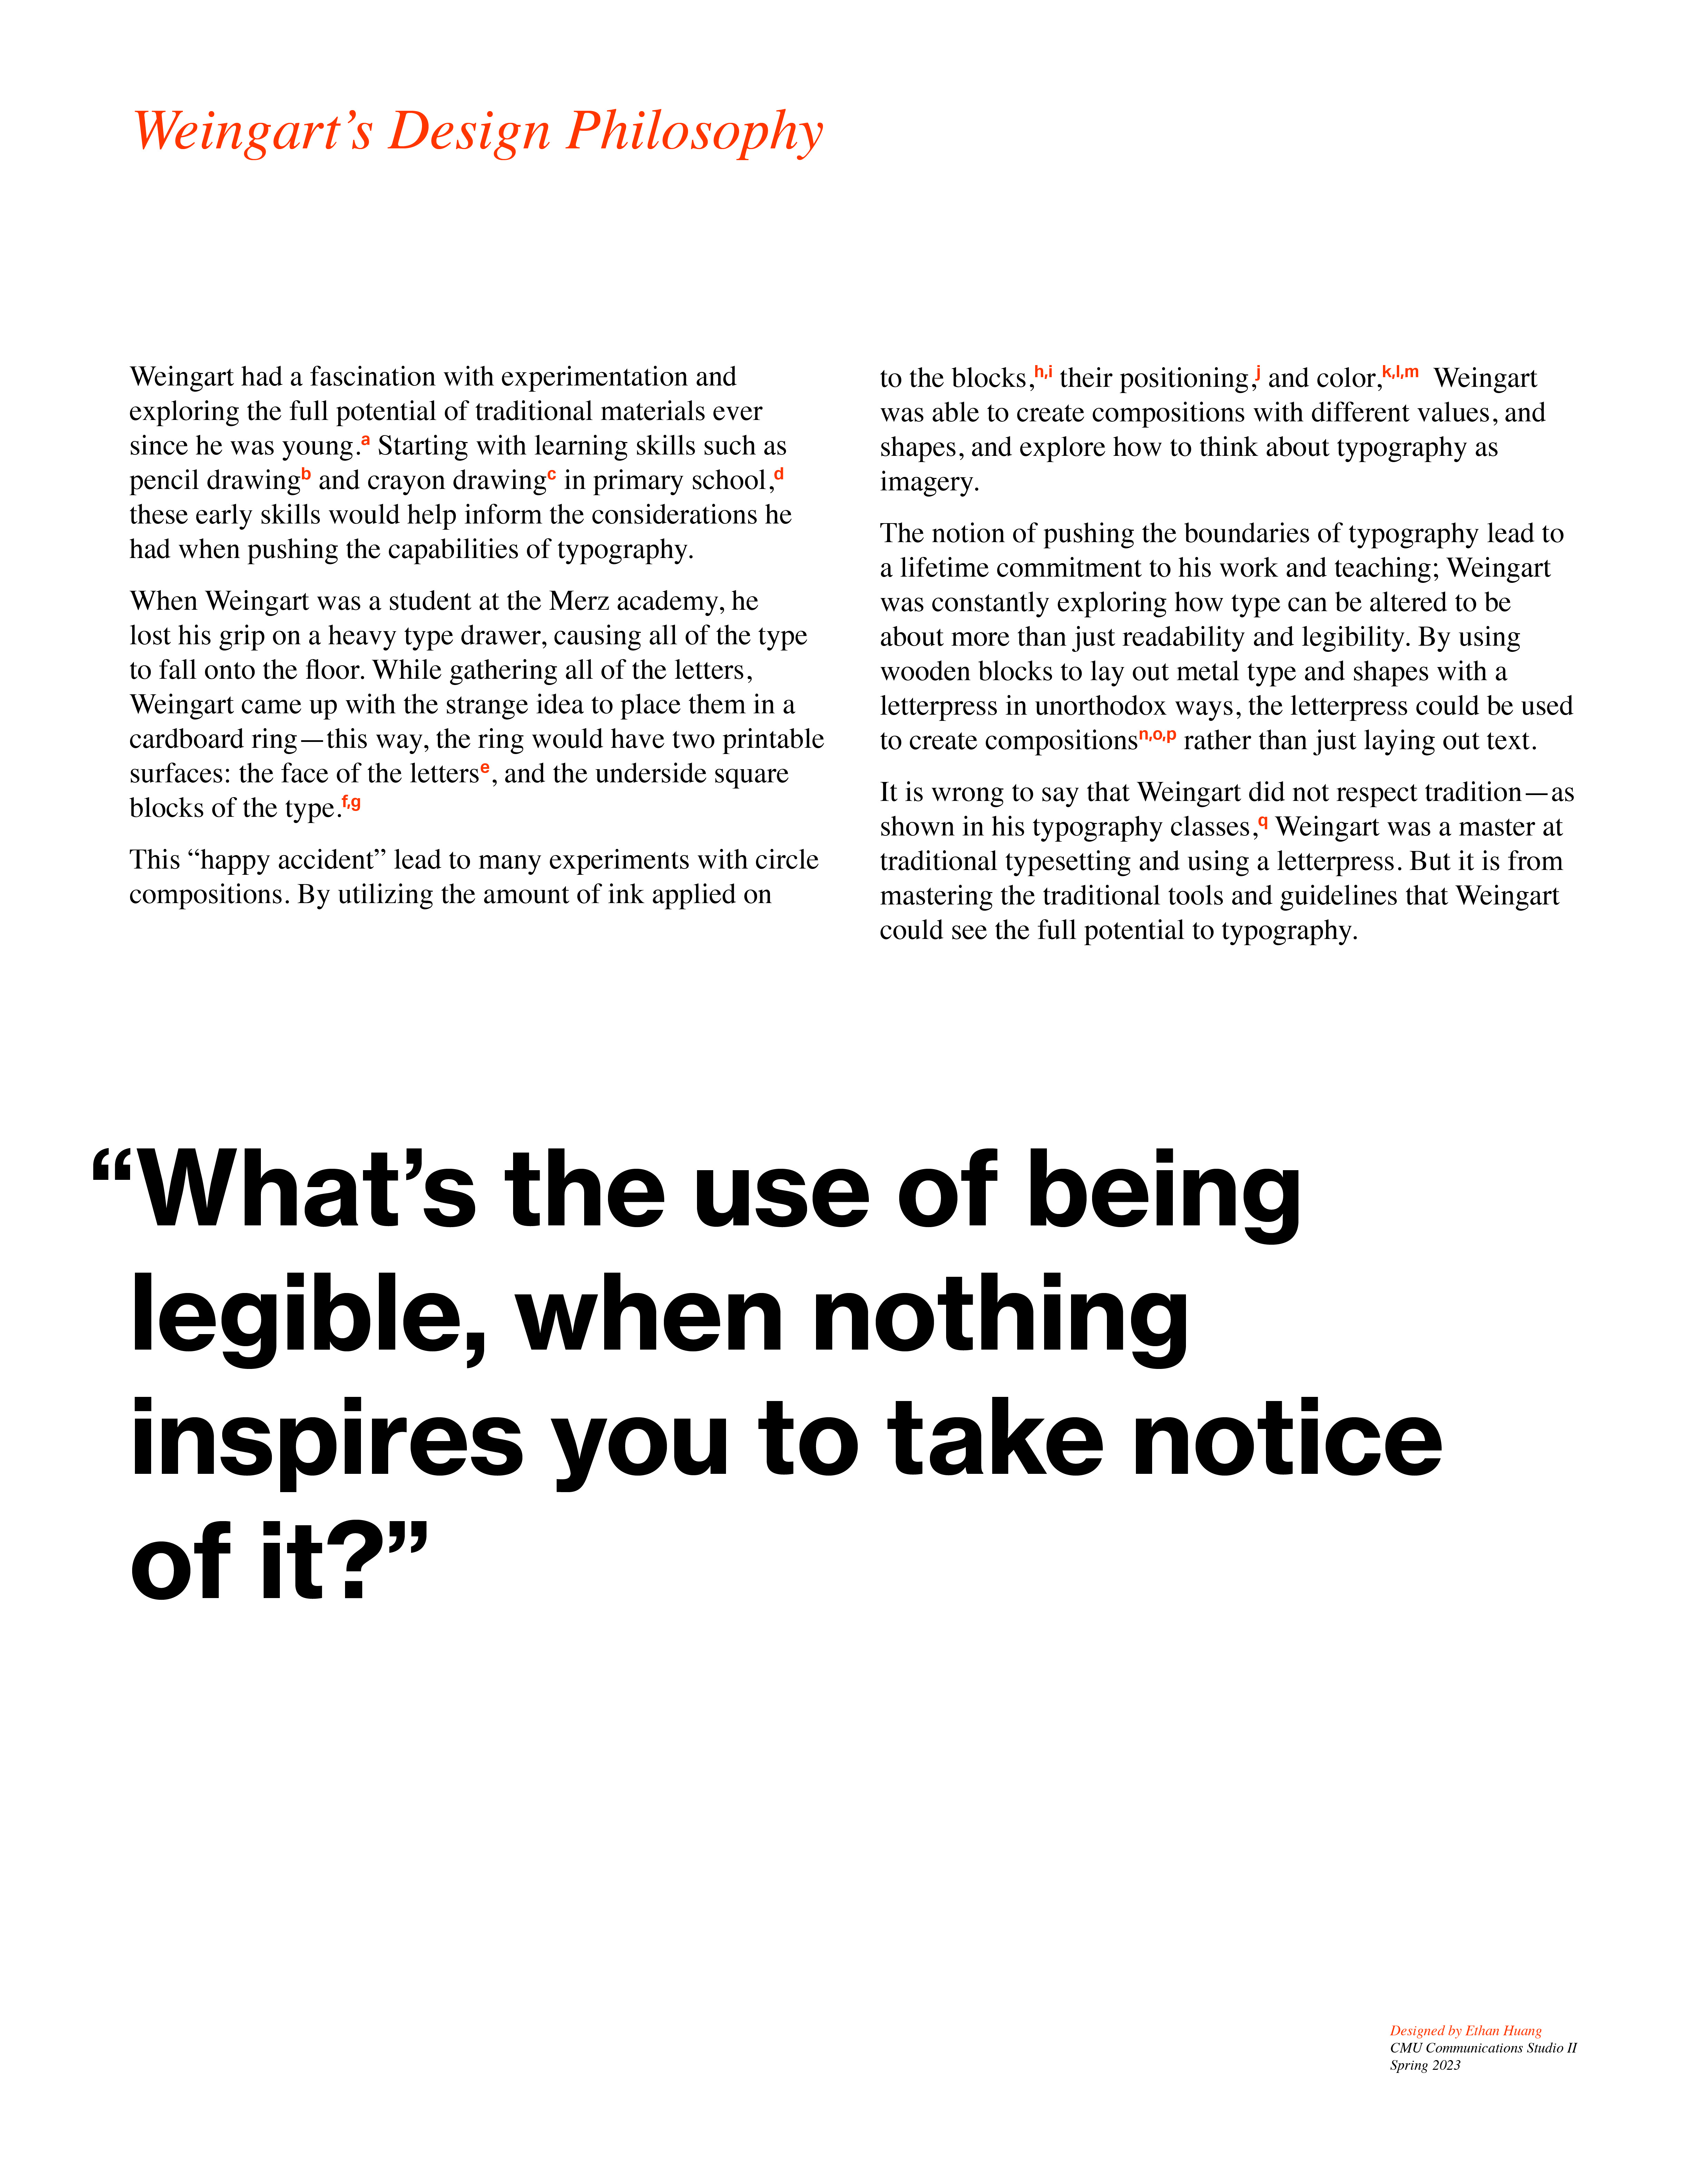 Weingart’s Design Philosophy
Weingart had a fascination with experimentation and
exploring the full potential of traditional materials ever
since he was young.a Starting with learning skills such as
pencil drawingb and crayon drawingc in primary school,d
these early skills would help inform the considerations he
had when pushing the capabilities of typography.
When Weingart was a student at the Merz academy, he
lost his grip on a heavy type drawer, causing all of the type
to fall onto the floor. While gathering all of the letters,
Weingart came up with the strange idea to place them in a
cardboard ring—this way, the ring would have two printable
surfaces: the face of the letterse, and the underside square
blocks of the type.f,g
This “happy accident” lead to many experiments with circle
compositions. By utilizing the amount of ink applied on
to the blocks,h,i their positioning,j and color,k,l,m Weingart
was able to create compositions with different values, and
shapes, and explore how to think about typography as
imagery.
The notion of pushing the boundaries of typography lead to
a lifetime commitment to his work and teaching; Weingart
was constantly exploring how type can be altered to be
about more than just readability and legibility. By using
wooden blocks to lay out metal type and shapes with a
letterpress in unorthodox ways, the letterpress could be used
to create compositionsn,o,p rather than just laying out text.
It is wrong to say that Weingart did not respect tradition—as
shown in his typography classes,q Weingart was a master at
traditional typesetting and using a letterpress. But it is from
mastering the traditional tools and guidelines that Weingart
could see the full potential to typography.
“What’s the use of being
legible, when nothing
inspires you to take notice
of it?”
Designed by Ethan Huang
CMU Communications Studio II
Spring 2023